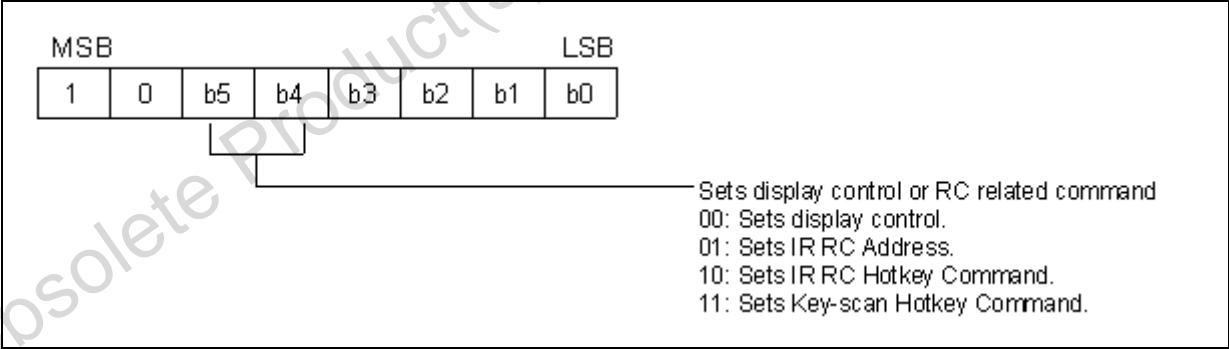 MSB LSB
1 0 b5 b4 b3 b2 b1 b0
Sets display control or RC related command
00: Sets display control.
01: Sets IR RC Address.
10: Sets IR RC Hotkey Command.
11: Sets Key-scan Hotkey Command.